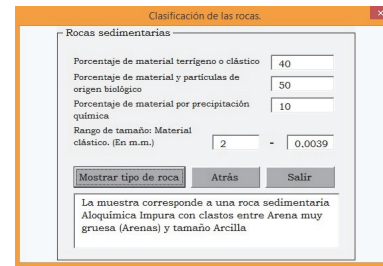 Clasificación de las rocas.
Rocas sedimentarias
Porcentaje de material terrígeno o clástico 40
Porcentaje de material y partículas de
origen biológico 50
Porcentaje de material por precipitación
química 10
Rango de tamaño: Material
clástico. (En m.m.) 2 - 0,0039
Mostrar tipo de roca Atrás Salir
La muestra corresponde a una roca sedimentaria
Aloquímica Impura con clastos entre Arena muy
gruesa (Arenas) y tamaño Arcilla